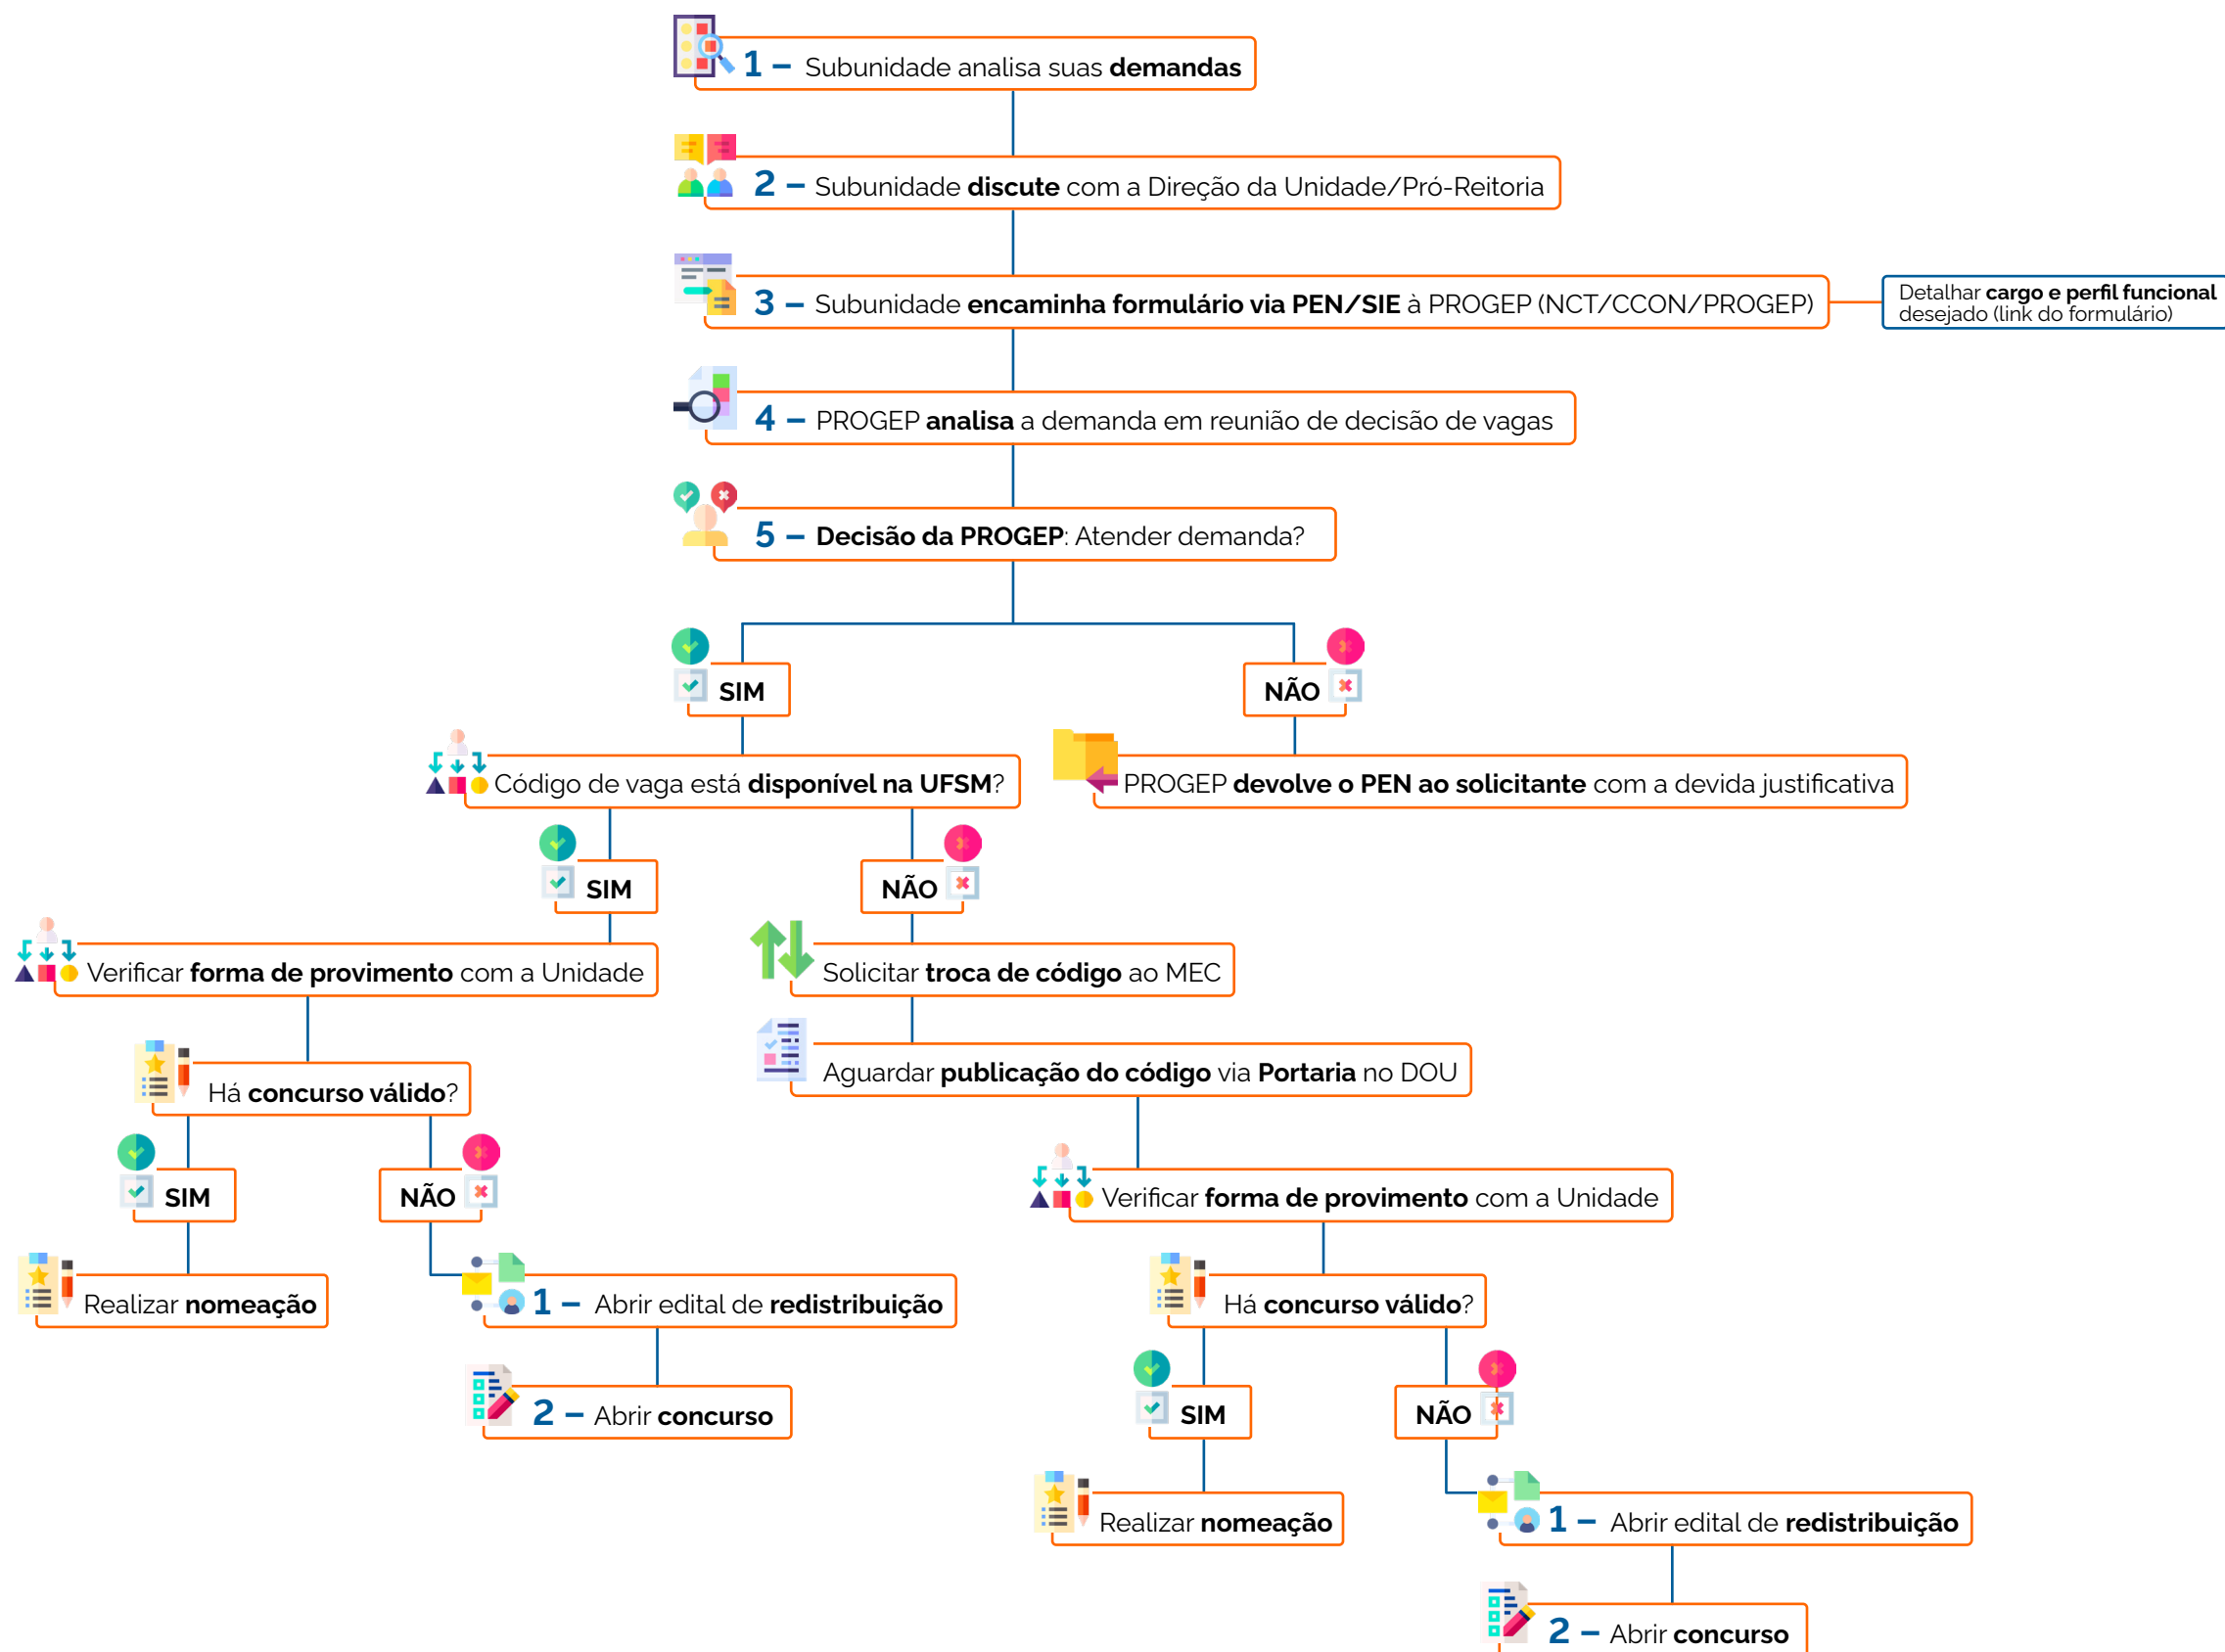 1 – Subunidade analisa suas demandas
2 – Subunidade discute com a Direção da Unidade/Pró-Reitoria
3 – Subunidade encaminha formulário via PEN/SIE à PROGEP (NCT/CCON/PROGEP)
Detalhar cargo e perfil funcional
desejado (link do formulário)
4 – PROGEP analisa a demanda em reunião de decisão de vagas
5 – Decisão da PROGEP: Atender demanda?
SIM
NÃO
Código de vaga está disponível na UFSM?
PROGEP devolve o PEN ao solicitante com a devida justificativa
SIM
NÃO
Verificar forma de provimento com a Unidade
Solicitar troca de código ao MEC
Há concurso válido?
Aguardar publicação do código via Portaria no DOU
SIM
NÃO
Verificar forma de provimento com a Unidade
Realizar nomeação
1 – Abrir edital de redistribuição
Há concurso válido?
2 – Abrir concurso
SIM
NÃO
Realizar nomeação
1 – Abrir edital de redistribuição
2 – Abrir concurso